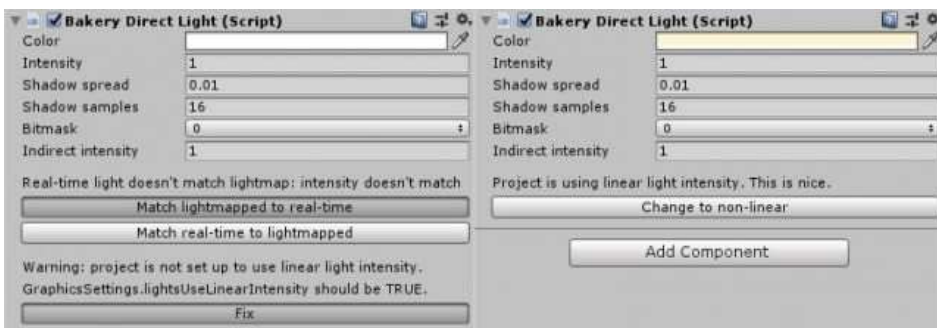 Bakery Direct Light (Script)
Color
Intensity 1
Shadow spread 0.01
Shadow samples 16
Bitmask 0
Indirect intensity 1
Real-time light doesn't match lightmap: intensity doesn't match
Match lightmapped to real-time
Match real-time to lightmapped
Warning: project is not set up to use linear light intensity.
GraphicsSettings.lightsUseLinearIntensity should be TRUE.
Fix
Bakery Direct Light (Script)
Color
Intensity 1
Shadow spread 0.01
Shadow samples 16
Bitmask 0
Indirect intensity 1
Project is using linear light intensity. This is nice.
Change to non-linear
Add Component